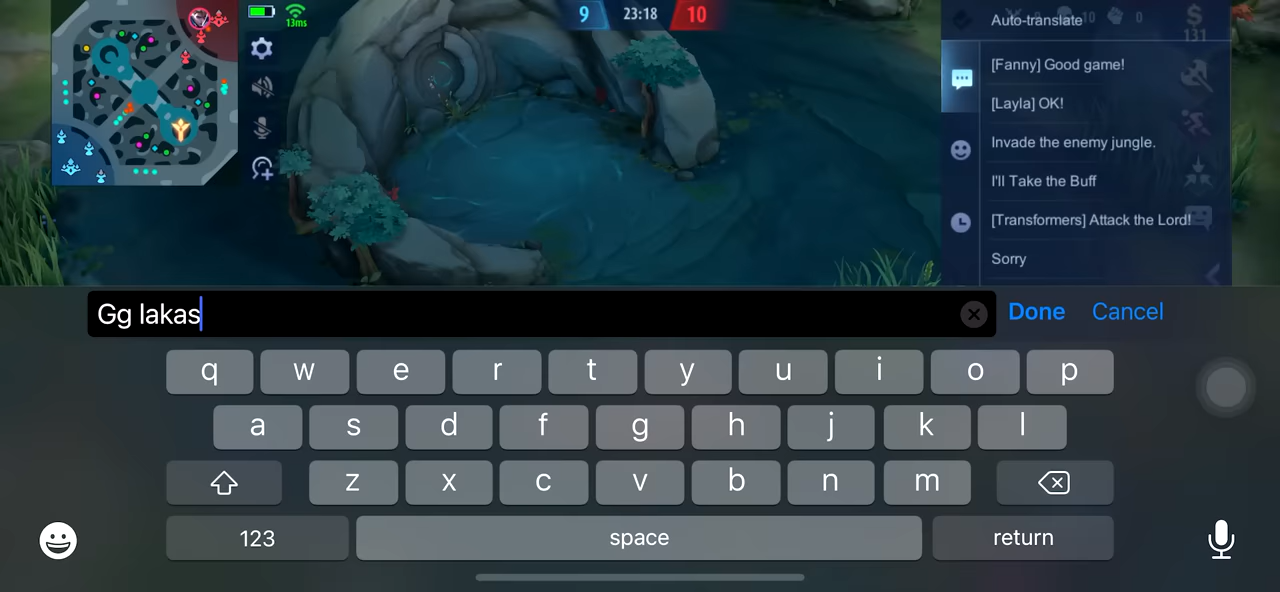 13ms
9 23:18 10
Auto-translate
131
[Fanny] Good game!
[Layla] OK!
Invade the enemy jungle.
I'll Take the Buff
[Transformers] Attack the Lord!
Sorry
Gg lakas
Done Cancel
q w e r t y u i o p
a s d f g h j k l
z x c v b n m
123 space return